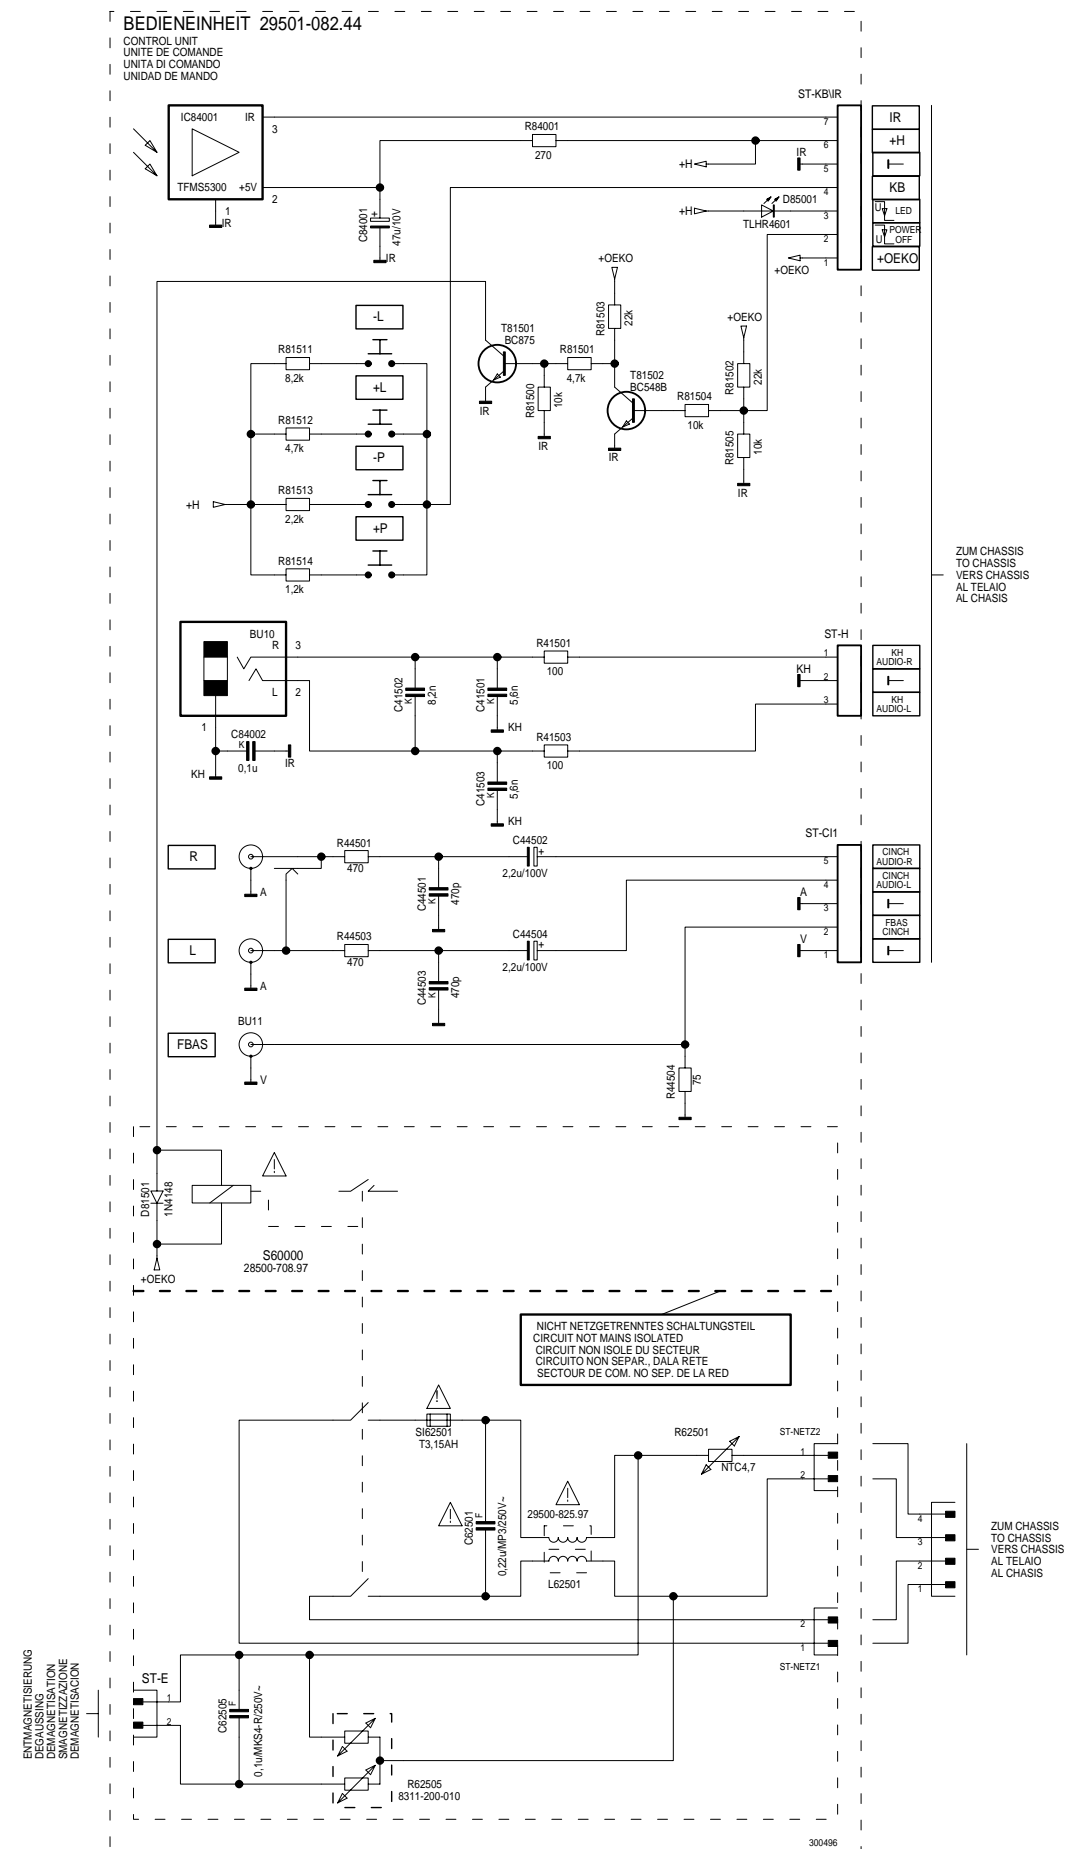 BEDIENEINHEIT 29501-082.44
CONTROL UNIT
UNITE DE COMANDE
UNITA DI COMANDO
UNIDAD DE MANDO
ST-KB\IR
IC84001
IR
3
TFMS5300
+5V
2
1
IR
R84001
270
C84001
+
47u/10V
IR
+H
IR
+H
D85001
TLHR4601
+OEKO
7
6
5
4
3
2
1
IR
+H
KB
U
LED
U
POWER
OFF
+OEKO
+OEKO
R81503
22k
T81501
BC875
IR
R81501
4,7k
R81500
10k
IR
T81502
BC548B
IR
R81504
10k
+OEKO
R81502
22k
R81505
10k
IR
-L
R81511
8,2k
+L
R81512
4,7k
-P
R81513
2,2k
+P
R81514
1,2k
+H
ZUM CHASSIS
TO CHASSIS
VERS CHASSIS
AL TELAIO
AL CHASIS
BU10
R
3
L
2
1
C84002
K
0,1u
IR
KH
C41502
K
8,2n
C41501
K
5,6n
KH
R41501
100
R41503
100
C41503
K
5,6n
KH
ST-H
1
KH
2
3
KH
AUDIO-R
KH
AUDIO-L
R
A
R44501
470
C44501
K
470p
C44502
+
2,2u/100V
L
A
R44503
470
C44503
K
470p
C44504
+
2,2u/100V
ST-CI1
5
4
A
3
2
V
1
CINCH
AUDIO-R
CINCH
AUDIO-L
FBAS
CINCH
FBAS
BU11
V
R44504
75
D81501
1N4148
+OEKO
S60000
28500-708.97
NICHT NETZGETRENNTES SCHALTUNGSTEIL
CIRCUIT NOT MAINS ISOLATED
CIRCUIT NON ISOLE DU SECTEUR
CIRCUITO NON SEPAR., DALA RETE
SECTOUR DE COM. NO SEP. DE LA RED
SI62501
T3,15AH
C62501
F
0,22u/MP3/250V~
29500-825.97
L62501
R62501
NTC4,7
ST-NETZ2
1
2
4
3
2
1
ZUM CHASSIS
TO CHASSIS
VERS CHASSIS
AL TELAIO
AL CHASIS
2
1
ST-NETZ1
ENTMAGNETISIERUNG
DEGAUSSING
DEMAGNETISATION
SMAGNETIZZAZIONE
DEMAGNETISACION
ST-E
1
2
C62505
F
0,1u/MKS4-R/250V~
R62505
8311-200-010
300496